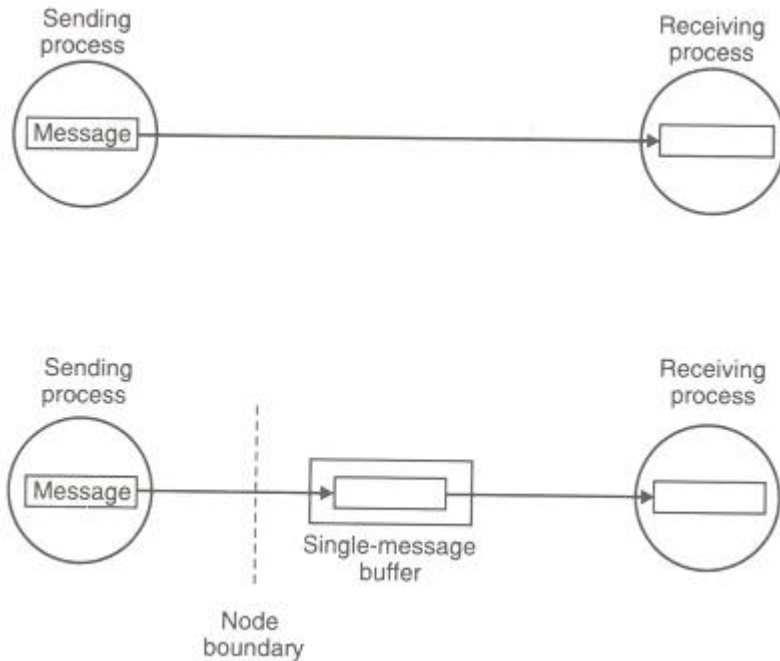 Sending
process
Receiving
process
Message
Sending
process
Receiving
process
Message
Single-message
buffer
Node
boundary